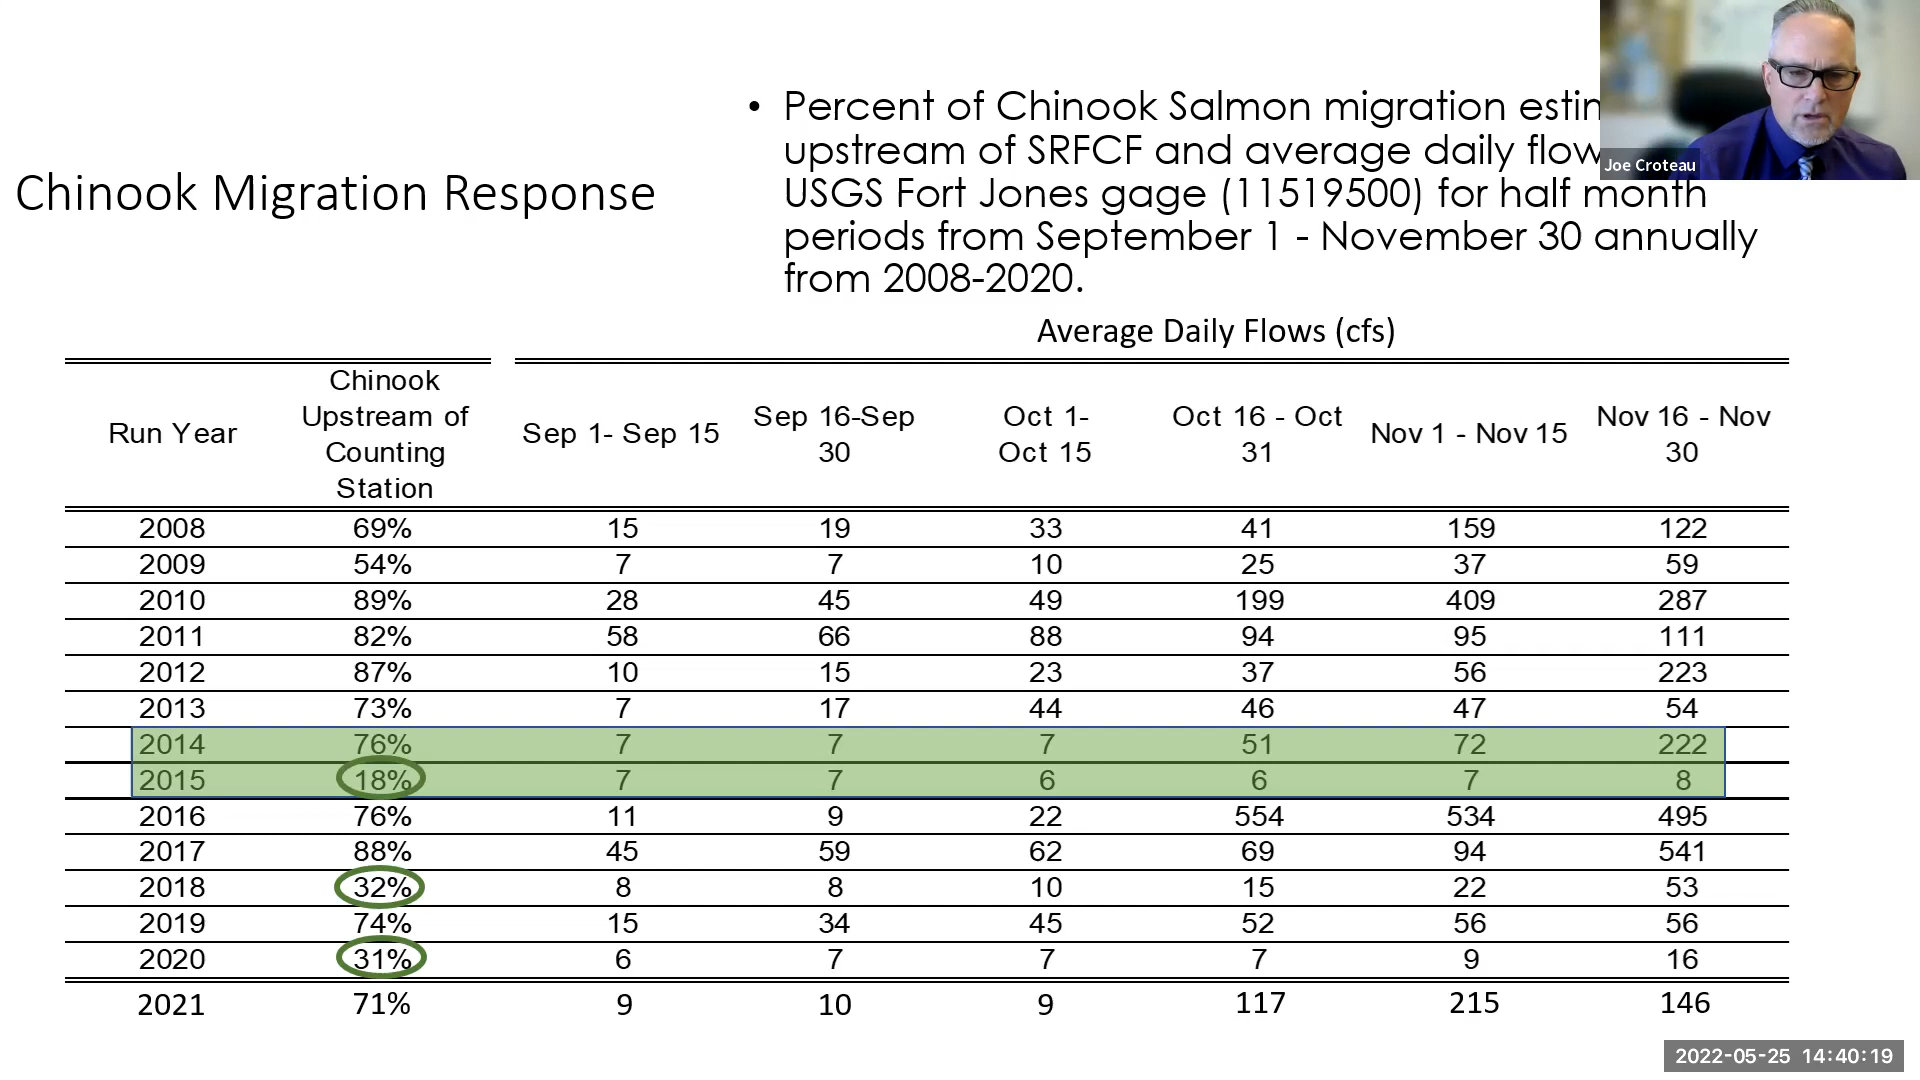 Chinook Migration Response
• Percent of Chinook Salmon migration
upstream of SRFCF and average daily
USGS Fort Jones gage (11519500) for half month
periods from September 1 - November 30 annually
from 2008-2020.
Joe Croteau
Average Daily Flows (cfs)
Run Year
Chinook
Upstream of
Counting
Station
Sep 1- Sep 15
Sep 16-Sep
30
Oct 1-
Oct 15
Oct 16 - Oct
31
Nov 1 - Nov 15
Nov 16 - Nov
30
2008 69% 15 19 33 41 159 122
2009 54% 7 7 10 25 37 59
2010 89% 28 45 49 199 409 287
2011 82% 58 66 88 94 95 111
2012 87% 10 15 23 37 56 223
2013 73% 7 17 44 46 47 54
2014 76% 7 7 7 51 72 222
2015 18% 7 7 6 6 7 8
2016 76% 11 9 22 554 534 495
2017 88% 45 59 62 69 94 541
2018 32% 8 8 10 15 22 53
2019 74% 15 34 45 52 56 56
2020 31% 6 7 7 7 9 16
2021 71% 9 10 9 117 215 146
2022-05-25 14:40:19